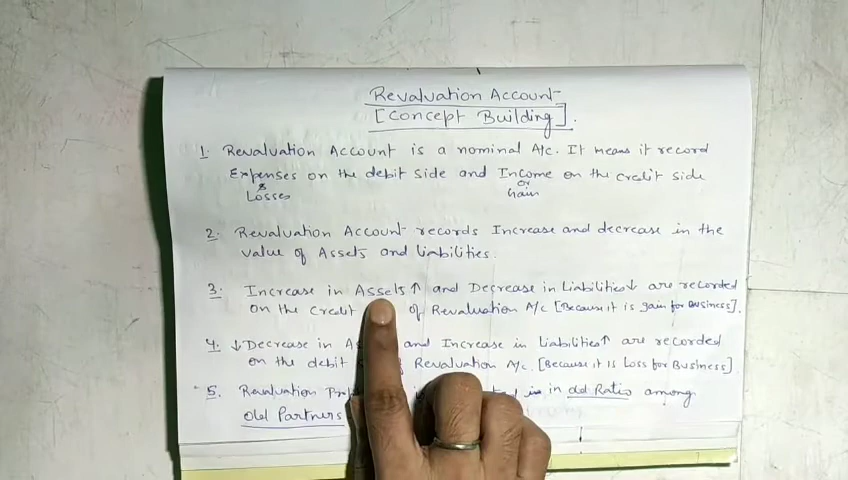 Revaluation Account
[Concept Building].
1. Revaluation Account is a nominal A/c. It means it record
Expenses on the debit side and Income on the credit side
& Losses or Gain
2. Revaluation Account records Increase and decrease in the
value of Assets and liabilities.
3. Increase in Assets↑ and Decrease in Liabilities↓ are recorded
on the credit of Revaluation A/c [Because it is gain for Business].
4. ↓Decrease in and Increase in Liabilities↑ are recorded
on the debit Revaluation A/c. [Because it is Loss for Business]
5. Revaluation in old Ratio among
old Partners